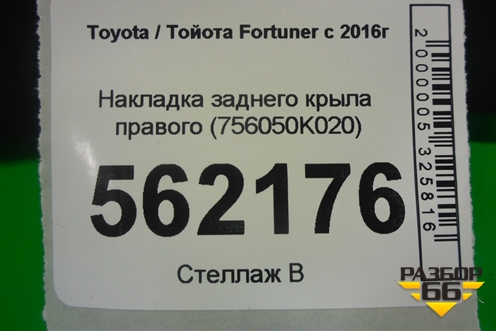 Toyota / Тойота Fortuner с 2016г
Накладка заднего крыла
правого (756050K020)
562176
Стеллаж В
2000005325816
РАЗБОР
66